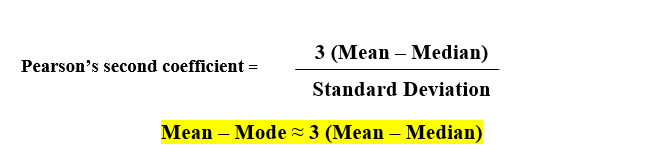 3 (Mean – Median)
Pearson's second coefficient =
Standard Deviation
Mean – Mode ≈ 3 (Mean – Median)